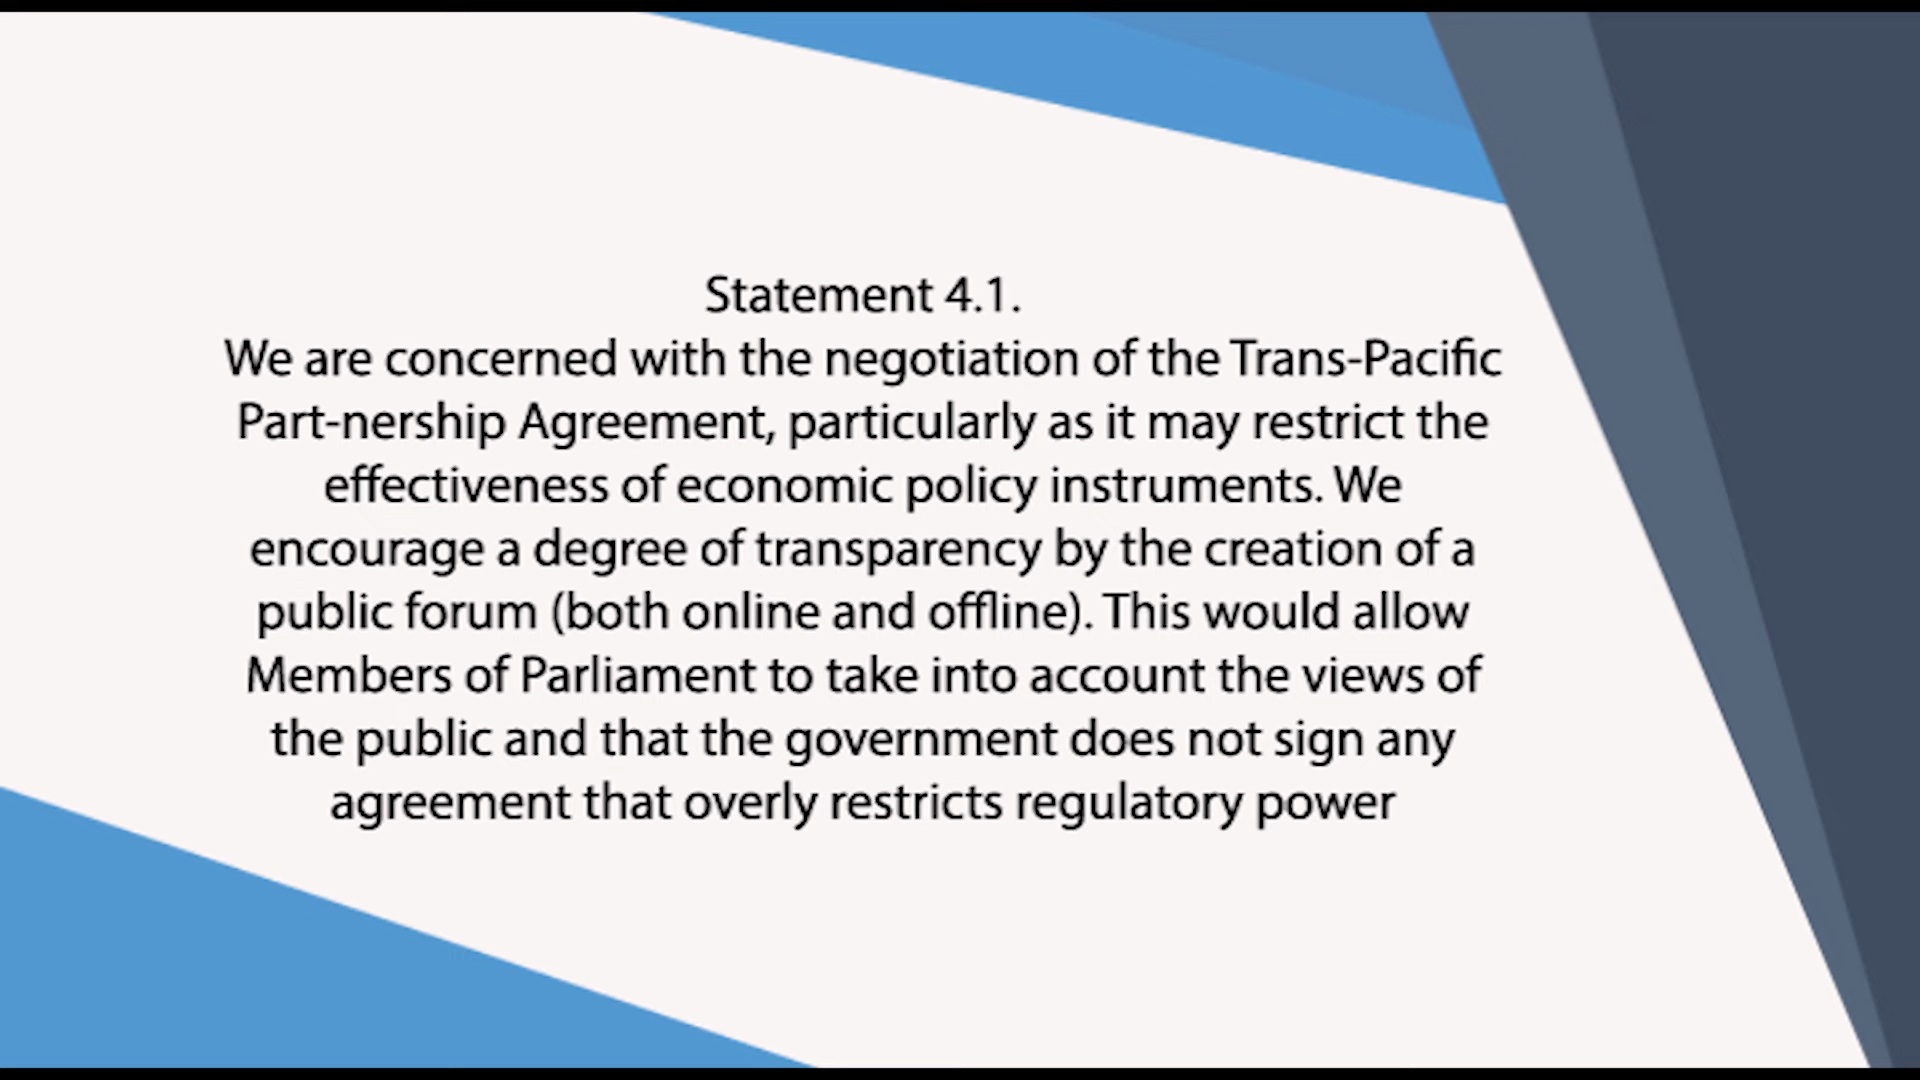 Statement 4.1.
We are concerned with the negotiation of the Trans-Pacific
Part-nership Agreement, particularly as it may restrict the
effectiveness of economic policy instruments. We
encourage a degree of transparency by the creation of a
public forum (both online and offline). This would allow
Members of Parliament to take into account the views of
the public and that the government does not sign any
agreement that overly restricts regulatory power